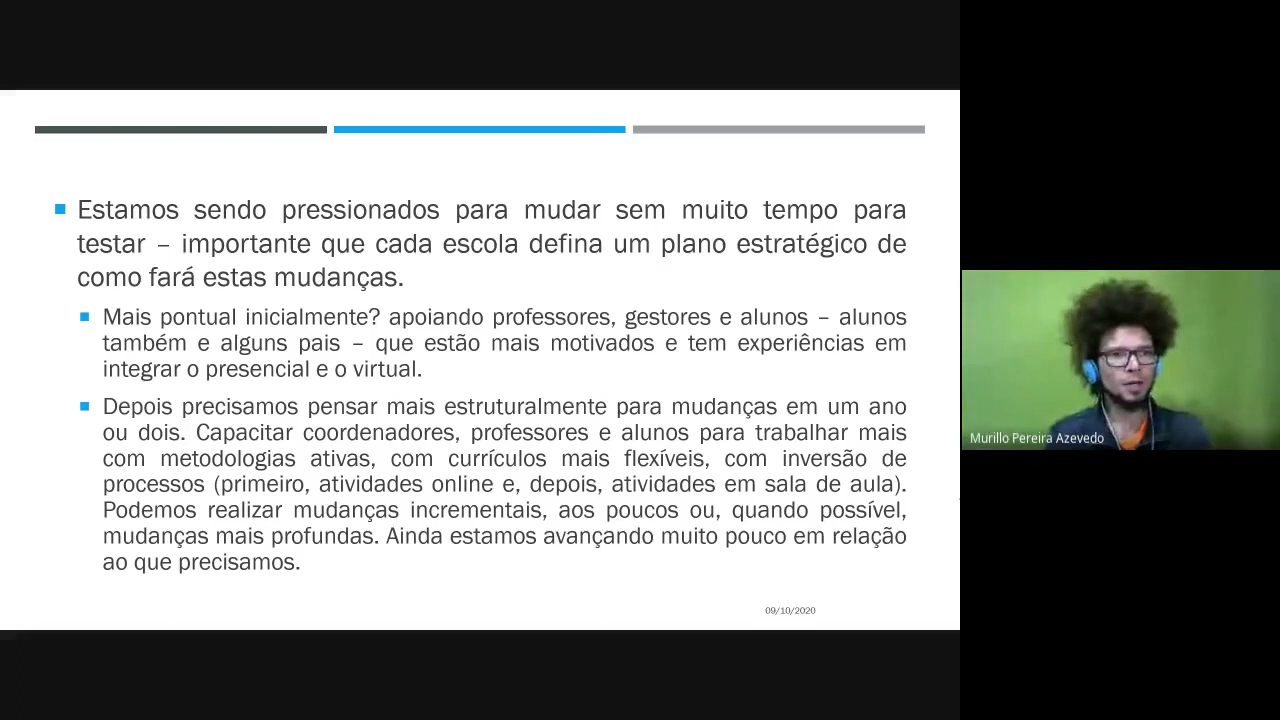 Estamos sendo pressionados para mudar sem muito tempo para
testar – importante que cada escola defina um plano estratégico de
como fará estas mudanças.
Mais pontual inicialmente? apoiando professores, gestores e alunos – alunos
também e alguns pais – que estão mais motivados e tem experiências em
integrar o presencial e o virtual.
Depois precisamos pensar mais estruturalmente para mudanças em um ano
ou dois. Capacitar coordenadores, professores e alunos para trabalhar mais
com metodologias ativas, com currículos mais flexíveis, com inversão de
processos (primeiro, atividades online e, depois, atividades em sala de aula).
Podemos realizar mudanças incrementais, aos poucos ou, quando possível,
mudanças mais profundas. Ainda estamos avançando muito pouco em relação
ao que precisamos.
09/10/2020
Murillo Pereira Azevedo